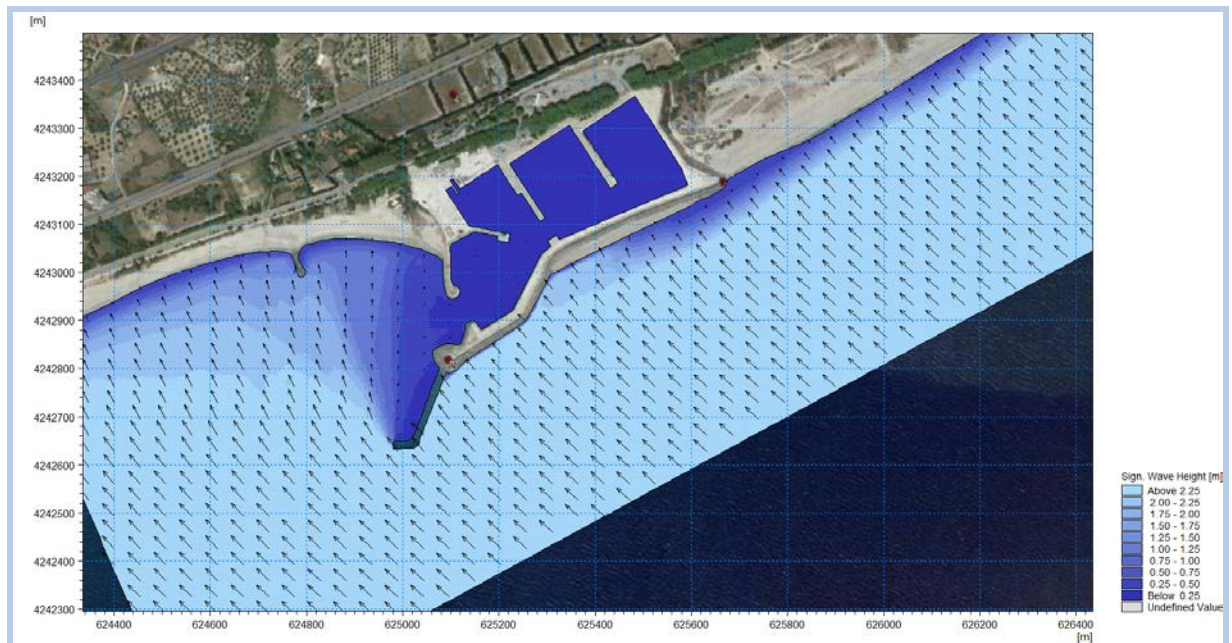 [m]
4243400
4243300
4243200
4243100
4243000
4242900
4242800
4242700
4242600
4242500
4242400
4242300
624400 624600 624800 625000 625200 625400 625600 625800 626000 626200 626400
[m]
Sign. Wave Height [m]
Above 2.25
2.00 - 2.25
1.75 - 2.00
1.50 - 1.75
1.25 - 1.50
1.00 - 1.25
0.75 - 1.00
0.50 - 0.75
0.25 - 0.50
Below 0.25
Undefined Value